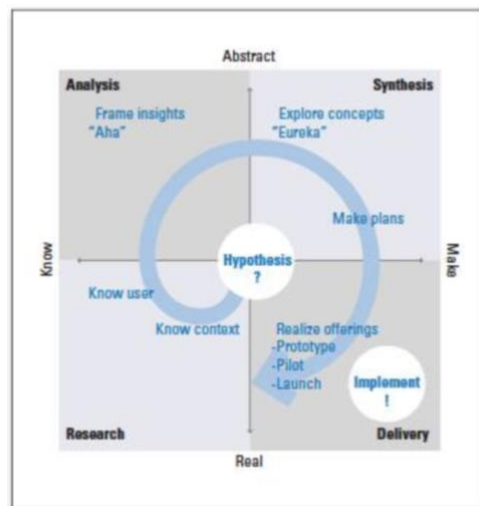 Abstract
Analysis
Synthesis
Frame insights
"Aha"
Explore concepts
"Eureka"
Make plans
Know
Hypothesis
?
Make
Know user
Know context
Realize offerings
-Prototype
-Pilot
-Launch
Implement
!
Research
Delivery
Real